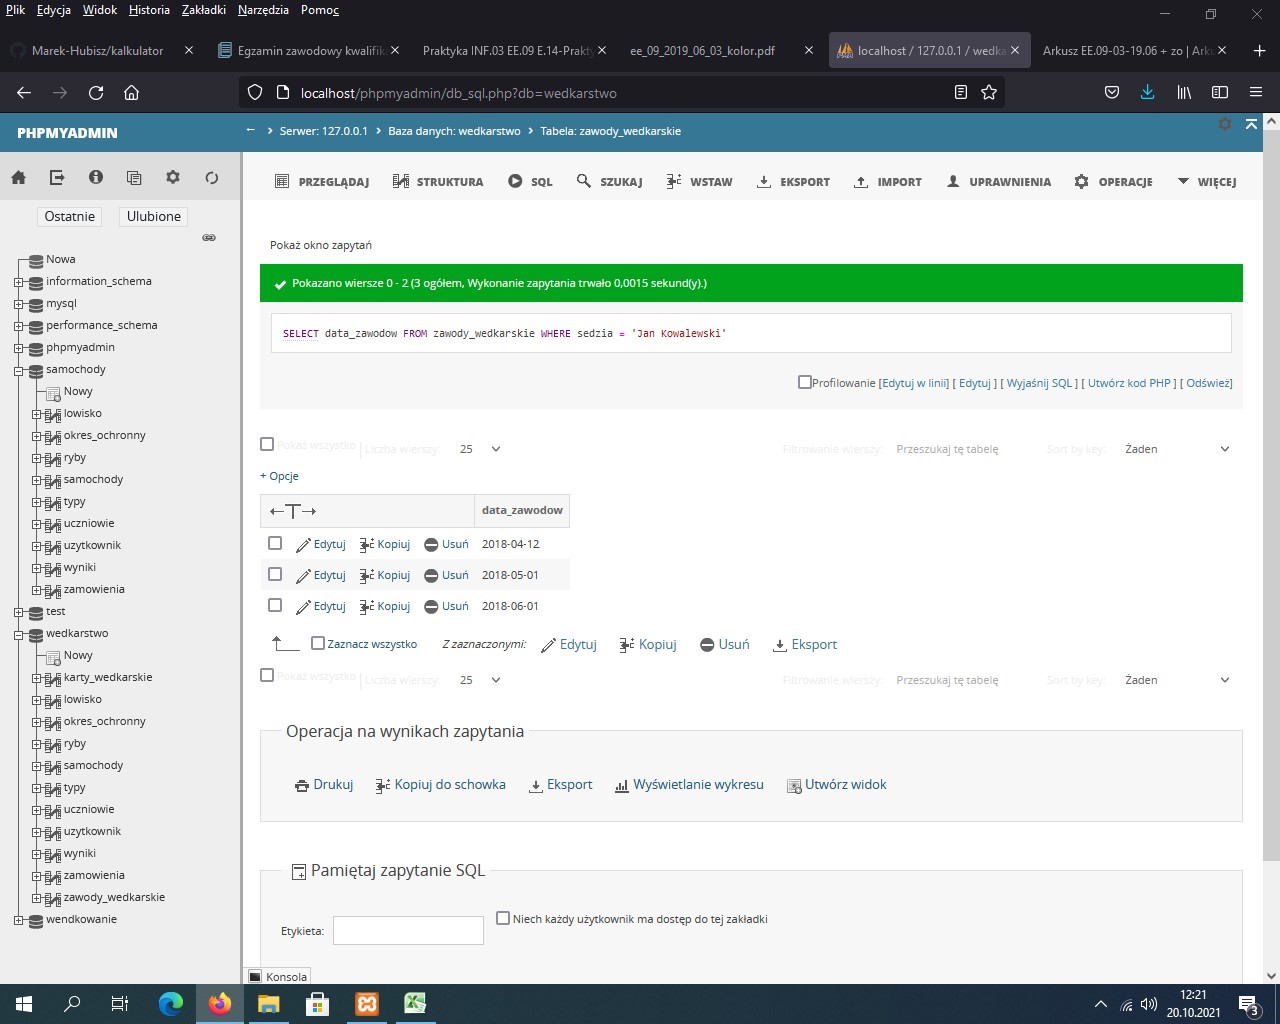 Plik Edycja Widok Historia Zakładki Narzędzia Pomoc
Marek-Hubisz/kalkulator
Egzamin zawodowy kwalifik
Praktyka INF.03 EE.09 E.14-Prakty
ee_09_2019_06_03_kolor.pdf
localhost / 127.0.0.1 / wedka
Arkusz EE.09-03-19.06 + zo | Ark
localhost/phpmyadmin/db_sql.php?db=wedkarstwo
PHPMYADMIN
Serwer: 127.0.0.1 › Baza danych: wedkarstwo › Tabela: zawody_wedkarskie
PRZEGLĄDAJ STRUKTURA SQL SZUKAJ WSTAW EKSPORT IMPORT UPRAWNIENIA OPERACJE WIĘCEJ
Ostatnie Ulubione
Nowa
information_schema
mysql
performance_schema
phpmyadmin
samochody
Nowy
lowisko
okres_ochronny
ryby
samochody
typy
uczniowie
uzytkownik
wyniki
zamowienia
test
wedkarstwo
Nowy
karty_wedkarskie
lowisko
okres_ochronny
ryby
samochody
typy
uczniowie
uzytkownik
wyniki
zamowienia
zawody_wedkarskie
wendkowanie
Pokaż okno zapytań
Pokazano wiersze 0 - 2 (3 ogółem, Wykonanie zapytania trwało 0,0015 sekund(y).)
SELECT data_zawodow FROM zawody_wedkarskie WHERE sedzia = 'Jan Kowalewski'
Profilowanie [Edytuj w linii] [ Edytuj ] [ Wyjaśnij SQL ] [ Utwórz kod PHP ] [ Odśwież]
Pokaż wszystko | Liczba wierszy: 25 Filtrowanie wierszy: Przeszukaj tę tabelę Sort by key: Żaden
+ Opcje
←T→ data_zawodow
Edytuj Kopiuj Usuń 2018-04-12
Edytuj Kopiuj Usuń 2018-05-01
Edytuj Kopiuj Usuń 2018-06-01
Zaznacz wszystko Z zaznaczonymi: Edytuj Kopiuj Usuń Eksport
Pokaż wszystko | Liczba wierszy: 25 Filtrowanie wierszy: Przeszukaj tę tabelę Sort by key: Żaden
Operacja na wynikach zapytania
Drukuj Kopiuj do schowka Eksport Wyświetlanie wykresu Utwórz widok
Pamiętaj zapytanie SQL
Etykieta: Niech każdy użytkownik ma dostęp do tej zakładki
Konsola
12:21
20.10.2021
3